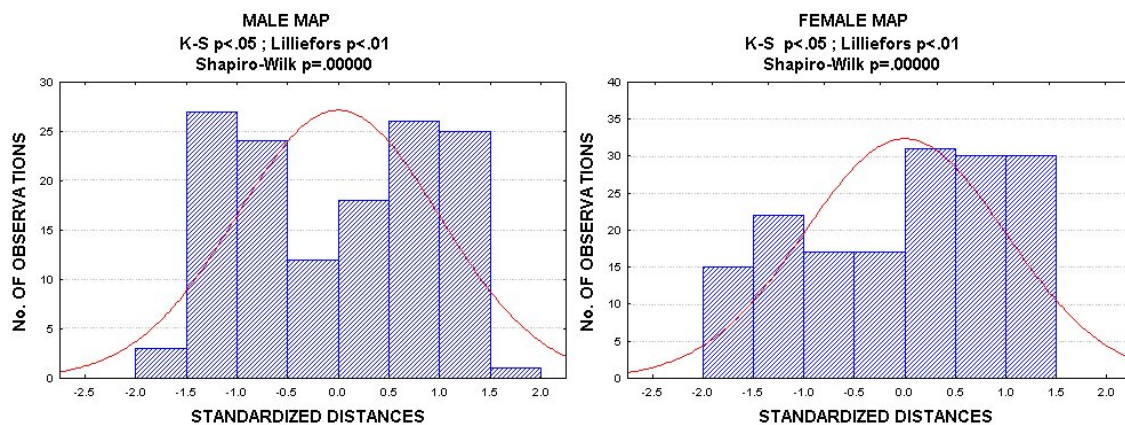 MALE MAP
K-S p<.05 ; Lilliefors p<.01
Shapiro-Wilk p=.00000
No. OF OBSERVATIONS
30
25
20
15
10
5
0
-2.5 -2.0 -1.5 -1.0 -0.5 0.0 0.5 1.0 1.5 2.0
STANDARDIZED DISTANCES
FEMALE MAP
K-S p<.05 ; Lilliefors p<.01
Shapiro-Wilk p=.00000
No. OF OBSERVATIONS
40
35
30
25
20
15
10
5
0
-2.5 -2.0 -1.5 -1.0 -0.5 0.0 0.5 1.0 1.5 2.0
STANDARDIZED DISTANCES